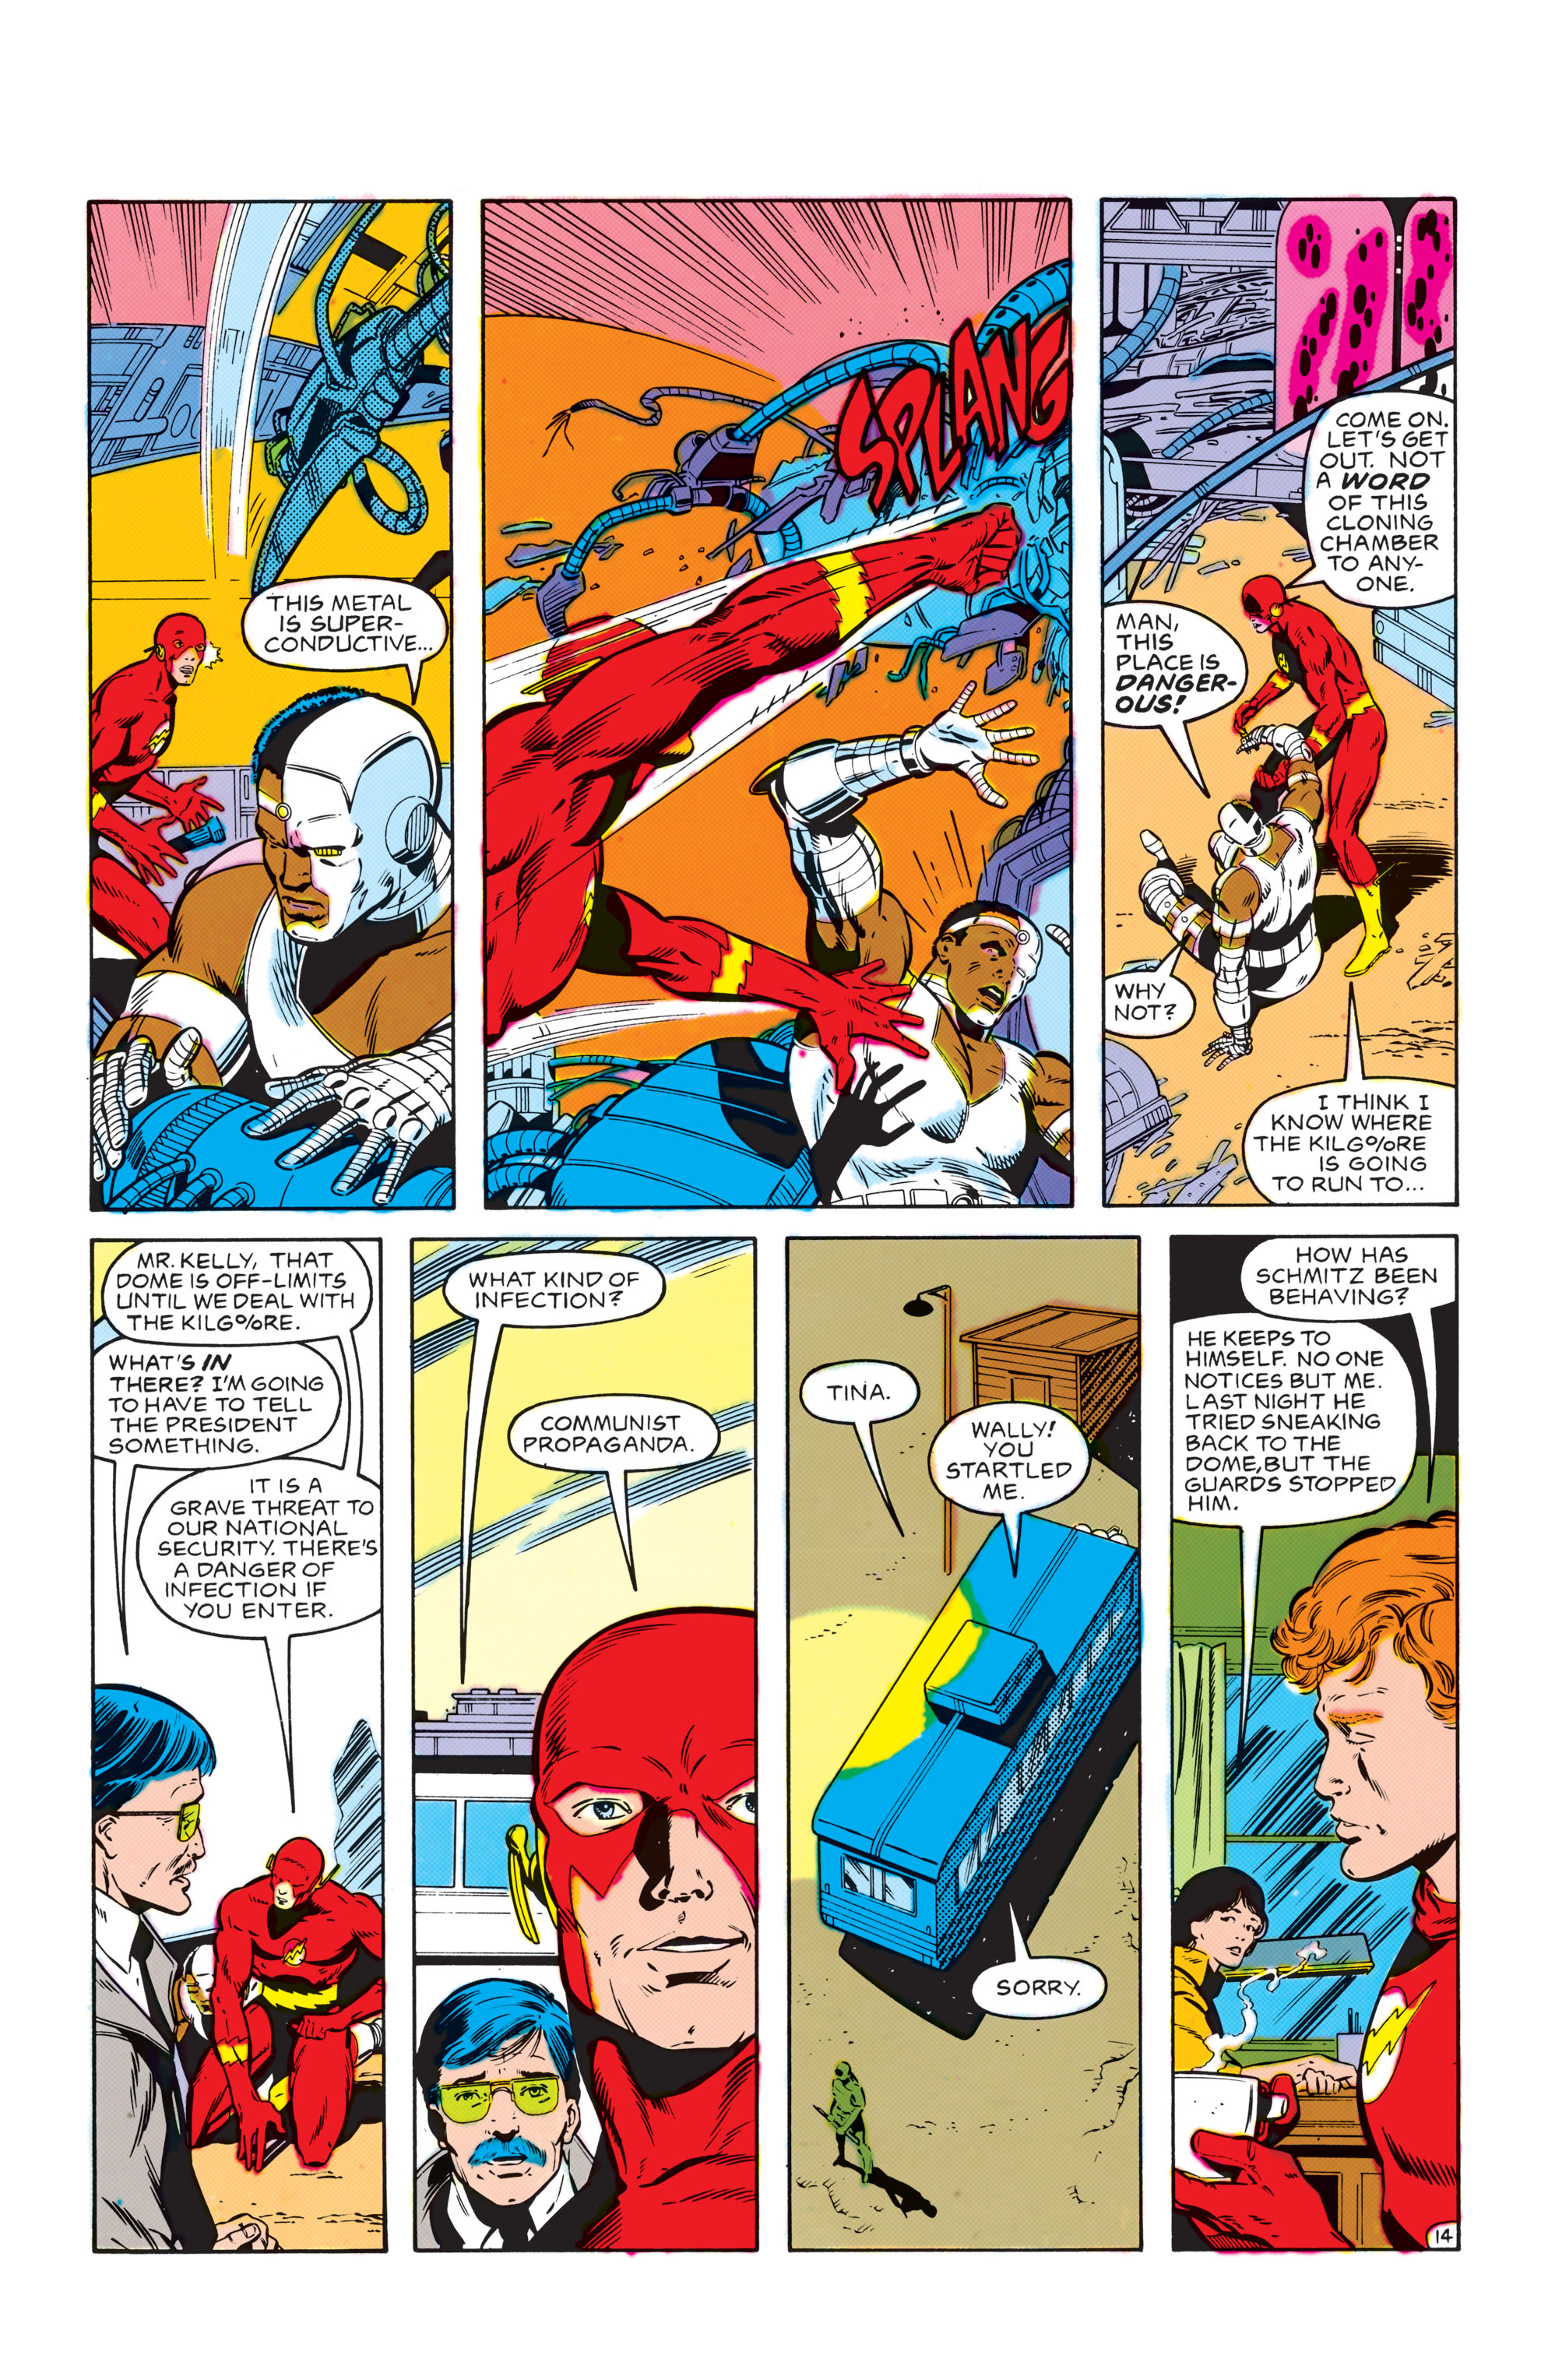 THIS METAL
IS SUPER-
CONDUCTIVE...
SPLANG
COME ON.
LET'S GET
OUT. NOT
A WORD
OF THIS
CLONING
CHAMBER
TO ANY-
ONE.
MAN,
THIS
PLACE IS
DANGER-
OUS!
WHY
NOT?
I THINK I
KNOW WHERE
THE KILG%RE
IS GOING
TO RUN TO...
MR. KELLY, THAT
DOME IS OFF-LIMITS
UNTIL WE DEAL WITH
THE KILG%RE.
WHAT'S IN
THERE? I'M GOING
TO HAVE TO TELL
THE PRESIDENT
SOMETHING.
IT IS A
GRAVE THREAT TO
OUR NATIONAL
SECURITY. THERE'S
A DANGER OF
INFECTION IF
YOU ENTER.
WHAT KIND OF
INFECTION?
COMMUNIST
PROPAGANDA.
TINA.
WALLY!
YOU
STARTLED
ME.
SORRY.
HOW HAS
SCHMITZ BEEN
BEHAVING?
HE KEEPS TO
HIMSELF. NO ONE
NOTICES BUT ME.
LAST NIGHT HE
TRIED SNEAKING
BACK TO THE
DOME, BUT THE
GUARDS STOPPED
HIM.
14